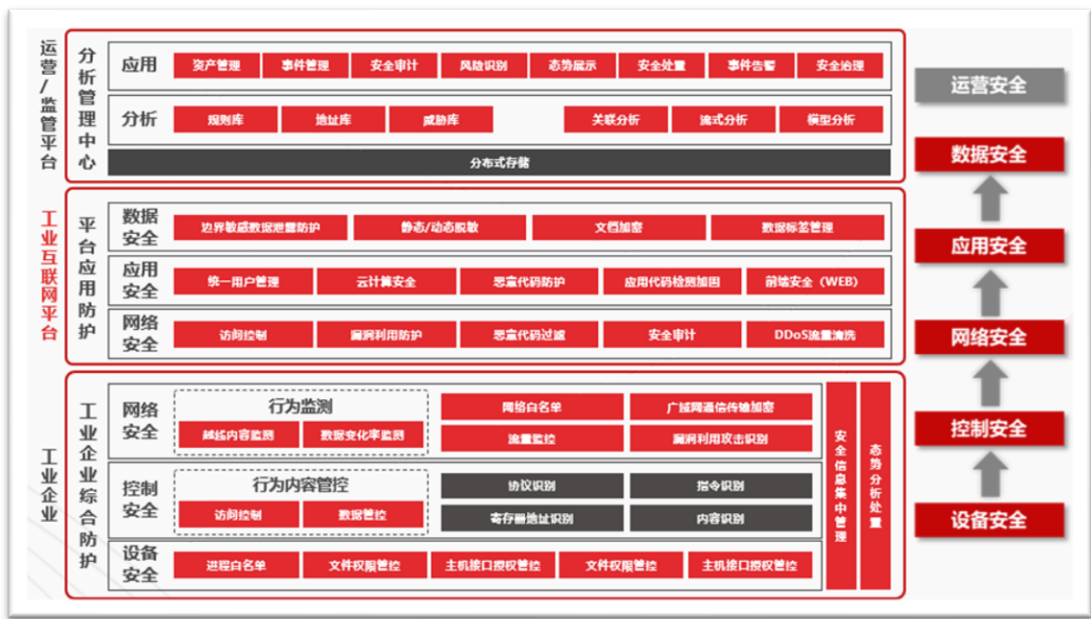 运营/监管平台
分析管理中心
应用
资产管理
事件管理
安全审计
风险识别
态势展示
安全处置
事件告警
安全治理
分析
规则库
地址库
威胁库
关联分析
流式分析
模型分析
分布式存储
工业互联网平台
平台应用防护
数据安全
边界敏感数据泄露防护
静态/动态脱敏
文档加密
数据标签管理
应用安全
统一用户管理
云计算安全
恶意代码防护
应用代码检测加固
前端安全（WEB）
网络安全
访问控制
漏洞利用防护
恶意代码过滤
安全审计
DDoS流量清洗
工业企业
工业企业综合防护
网络安全
行为监测
越线内容监测
数据变化率监测
网络白名单
广域网通信传输加密
流量监控
漏洞利用攻击识别
控制安全
行为内容管控
访问控制
数据管控
协议识别
指令识别
寄存器地址识别
内容识别
设备安全
进程白名单
文件权限管控
主机接口授权管控
文件权限管控
主机接口授权管控
安全信息集中管理
态势分析处置
运营安全
数据安全
应用安全
网络安全
控制安全
设备安全